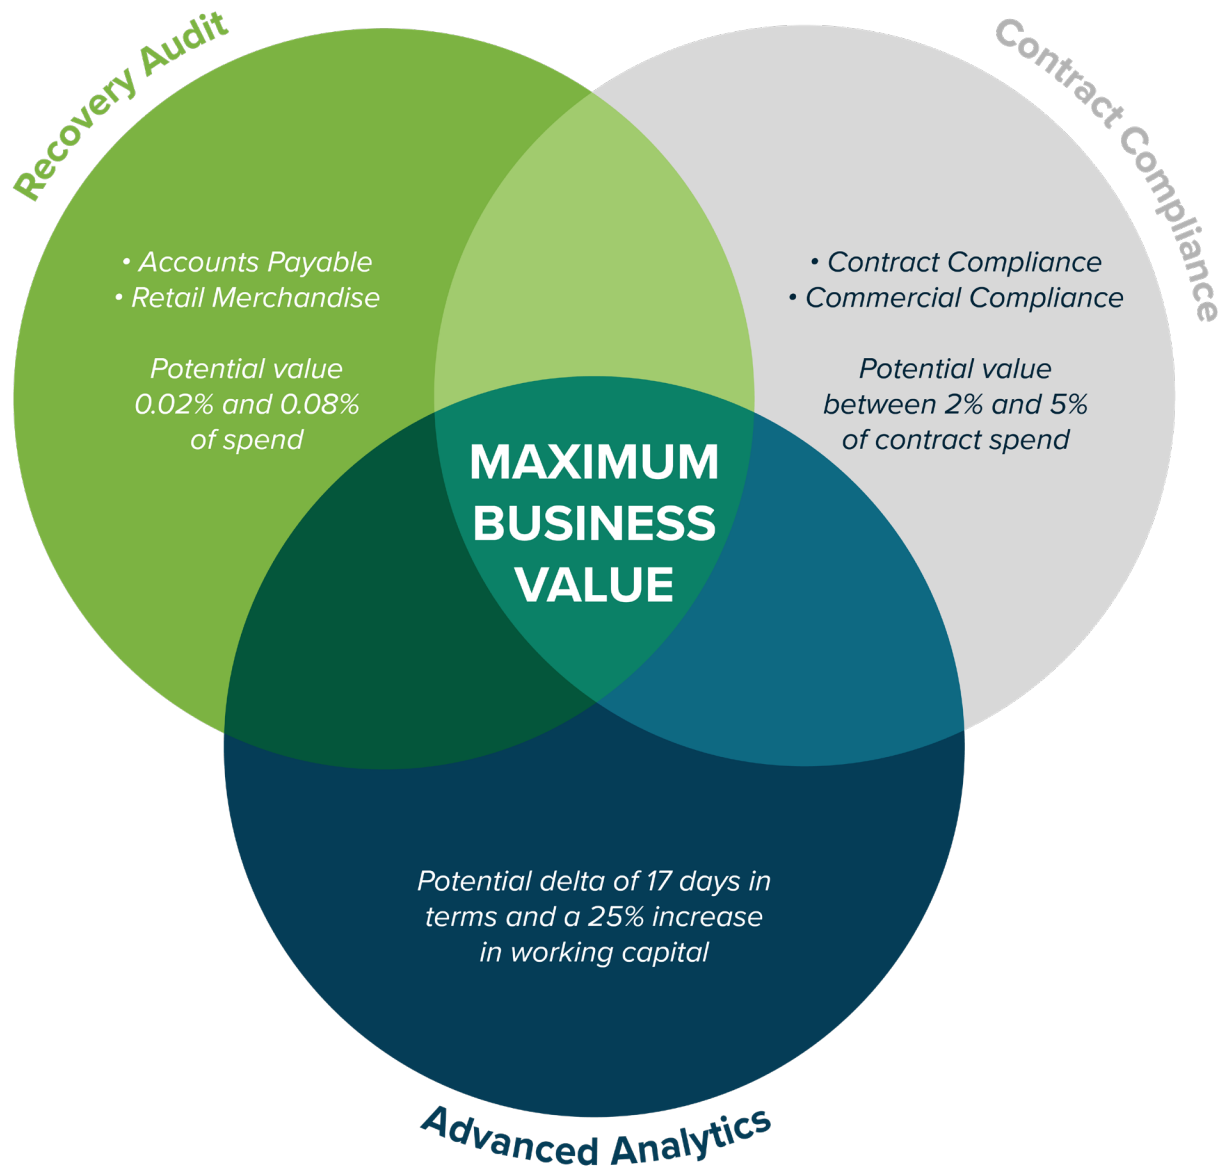 Recovery Audit
Contract Compliance
• Accounts Payable
• Retail Merchandise
Potential value
0.02% and 0.08%
of spend
• Contract Compliance
• Commercial Compliance
Potential value
between 2% and 5%
of contract spend
MAXIMUM
BUSINESS
VALUE
Potential delta of 17 days in
terms and a 25% increase
in working capital
Advanced Analytics